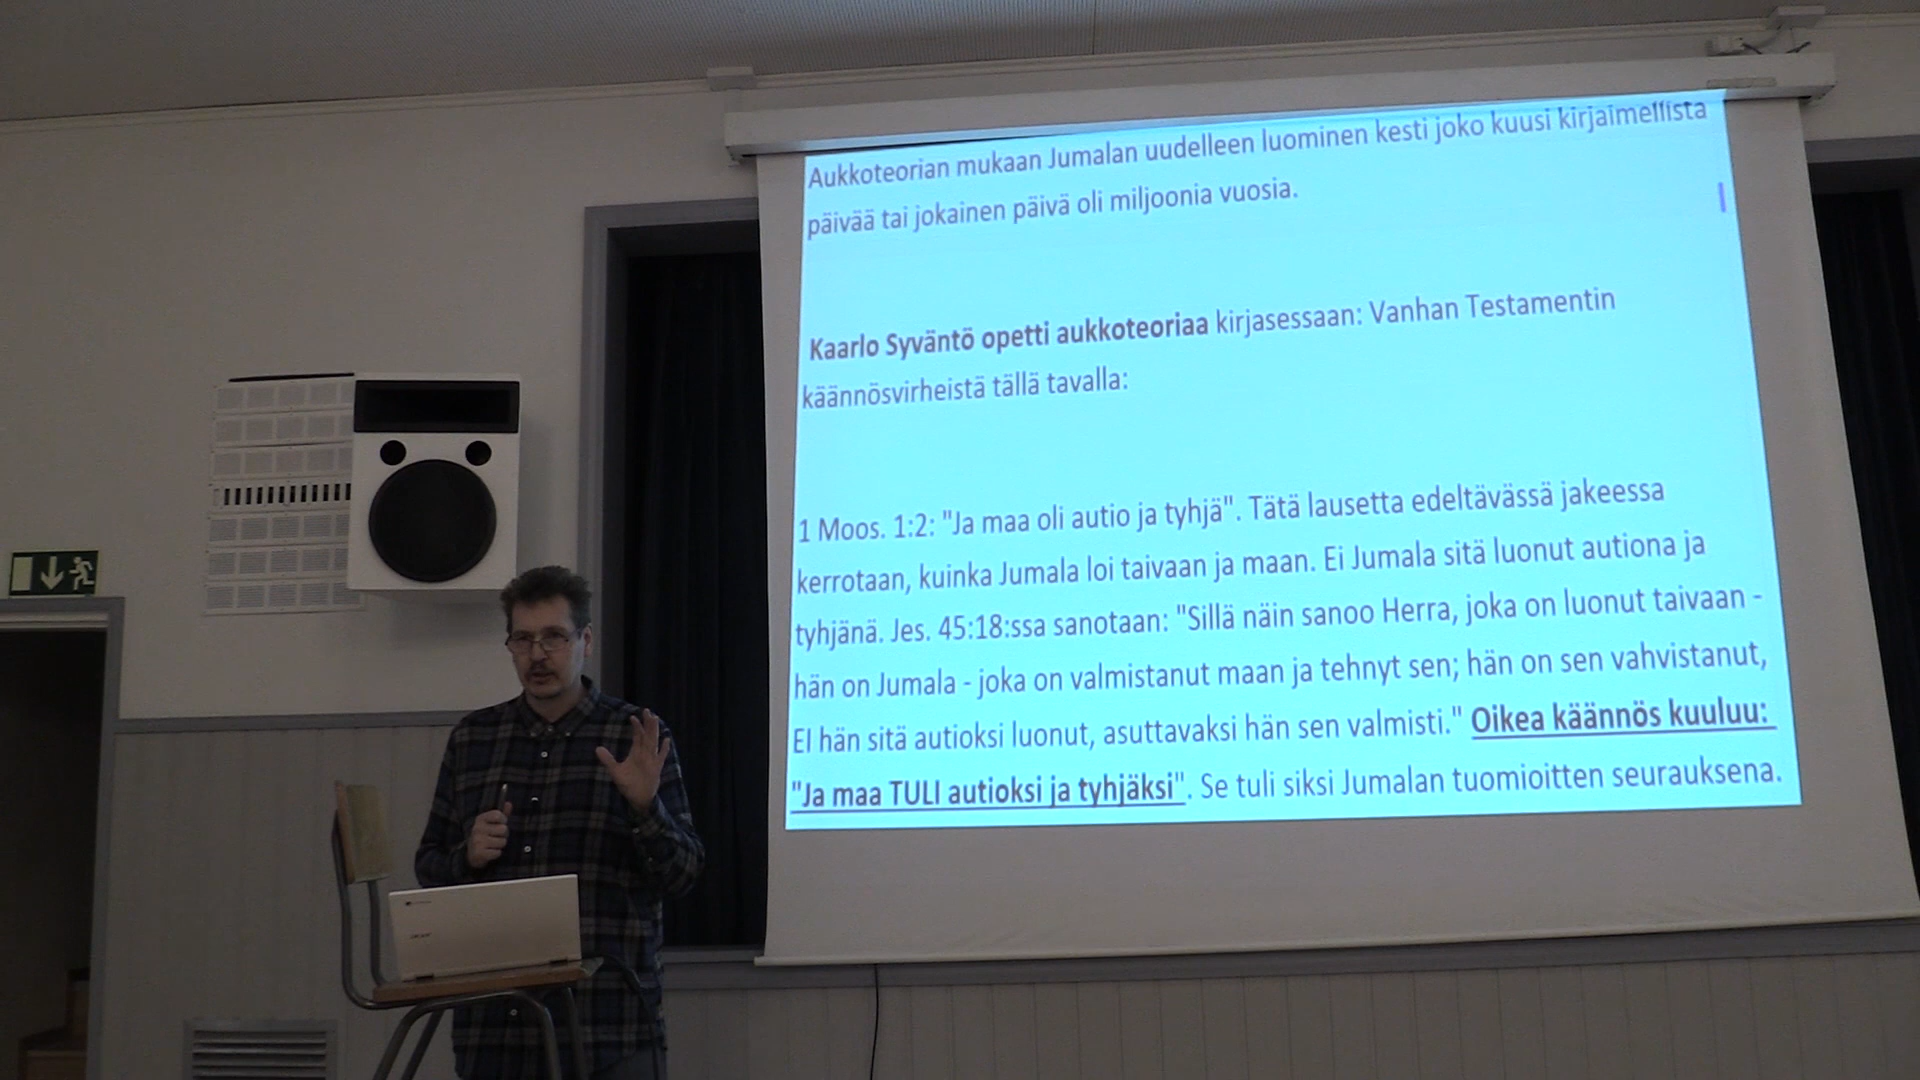 Aukkoteorian mukaan Jumalan uudelleen luominen kesti joko kuusi kirjaimellista
päivää tai jokainen päivä oli miljoonia vuosia.
Kaarlo Syväntö opetti aukkoteoriaa kirjasessaan: Vanhan Testamentin
käännösvirheistä tällä tavalla:
1 Moos. 1:2: "Ja maa oli autio ja tyhjä". Tätä lausetta edeltävässä jakeessa
kerrotaan, kuinka Jumala loi taivaan ja maan. Ei Jumala sitä luonut autiona ja
tyhjänä. Jes. 45:18:ssa sanotaan: "Sillä näin sanoo Herra, joka on luonut taivaan -
hän on Jumala - joka on valmistanut maan ja tehnyt sen; hän on sen vahvistanut,
EI hän sitä autioksi luonut, asuttavaksi hän sen valmisti." Oikea käännös kuuluu:
"Ja maa TULI autioksi ja tyhjäksi". Se tuli siksi Jumalan tuomioitten seurauksena.